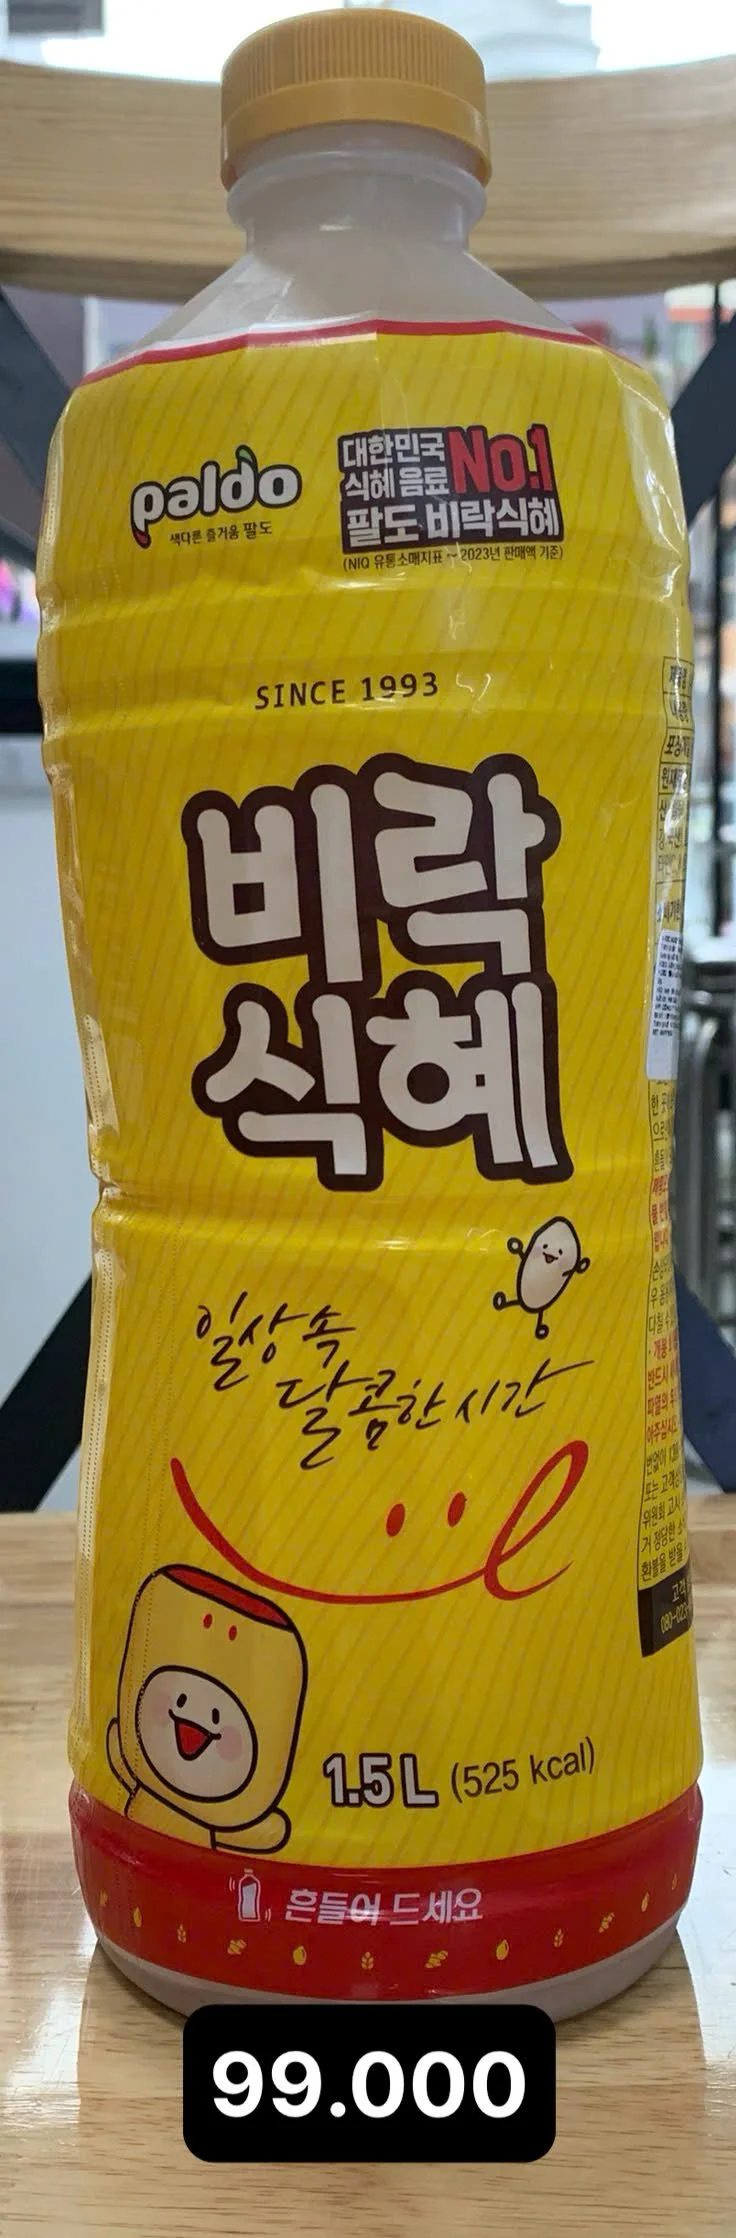 paldo
색다른 즐거움 팔도
대한민국
식혜 음료 No.1
팔도 비락식혜
(NIQ 유통소매지표 ~ 2023년 판매액 기준)
SINCE 1993
비락
식혜
일상 속
달콤한 시간
1.5L (525 kcal)
흔들어 드세요
99.000